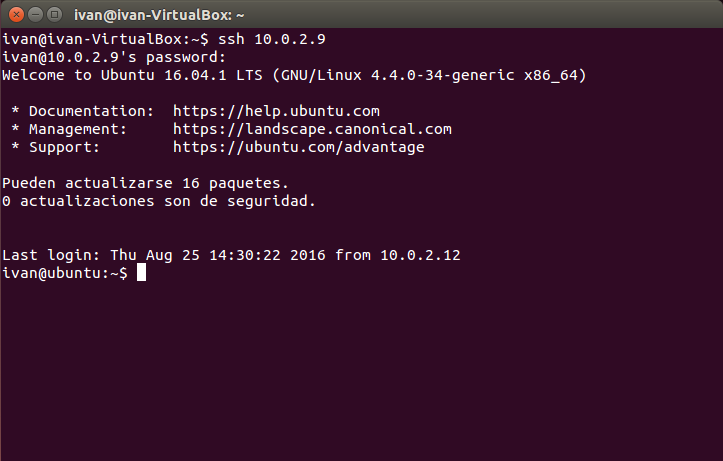 ivan@ivan-VirtualBox: ~
ivan@ivan-VirtualBox:~$ ssh 10.0.2.9
ivan@10.0.2.9's password:
Welcome to Ubuntu 16.04.1 LTS (GNU/Linux 4.4.0-34-generic x86_64)
* Documentation:  https://help.ubuntu.com
* Management:     https://landscape.canonical.com
* Support:        https://ubuntu.com/advantage
Pueden actualizarse 16 paquetes.
0 actualizaciones son de seguridad.
Last login: Thu Aug 25 14:30:22 2016 from 10.0.2.12
ivan@ubuntu:~$